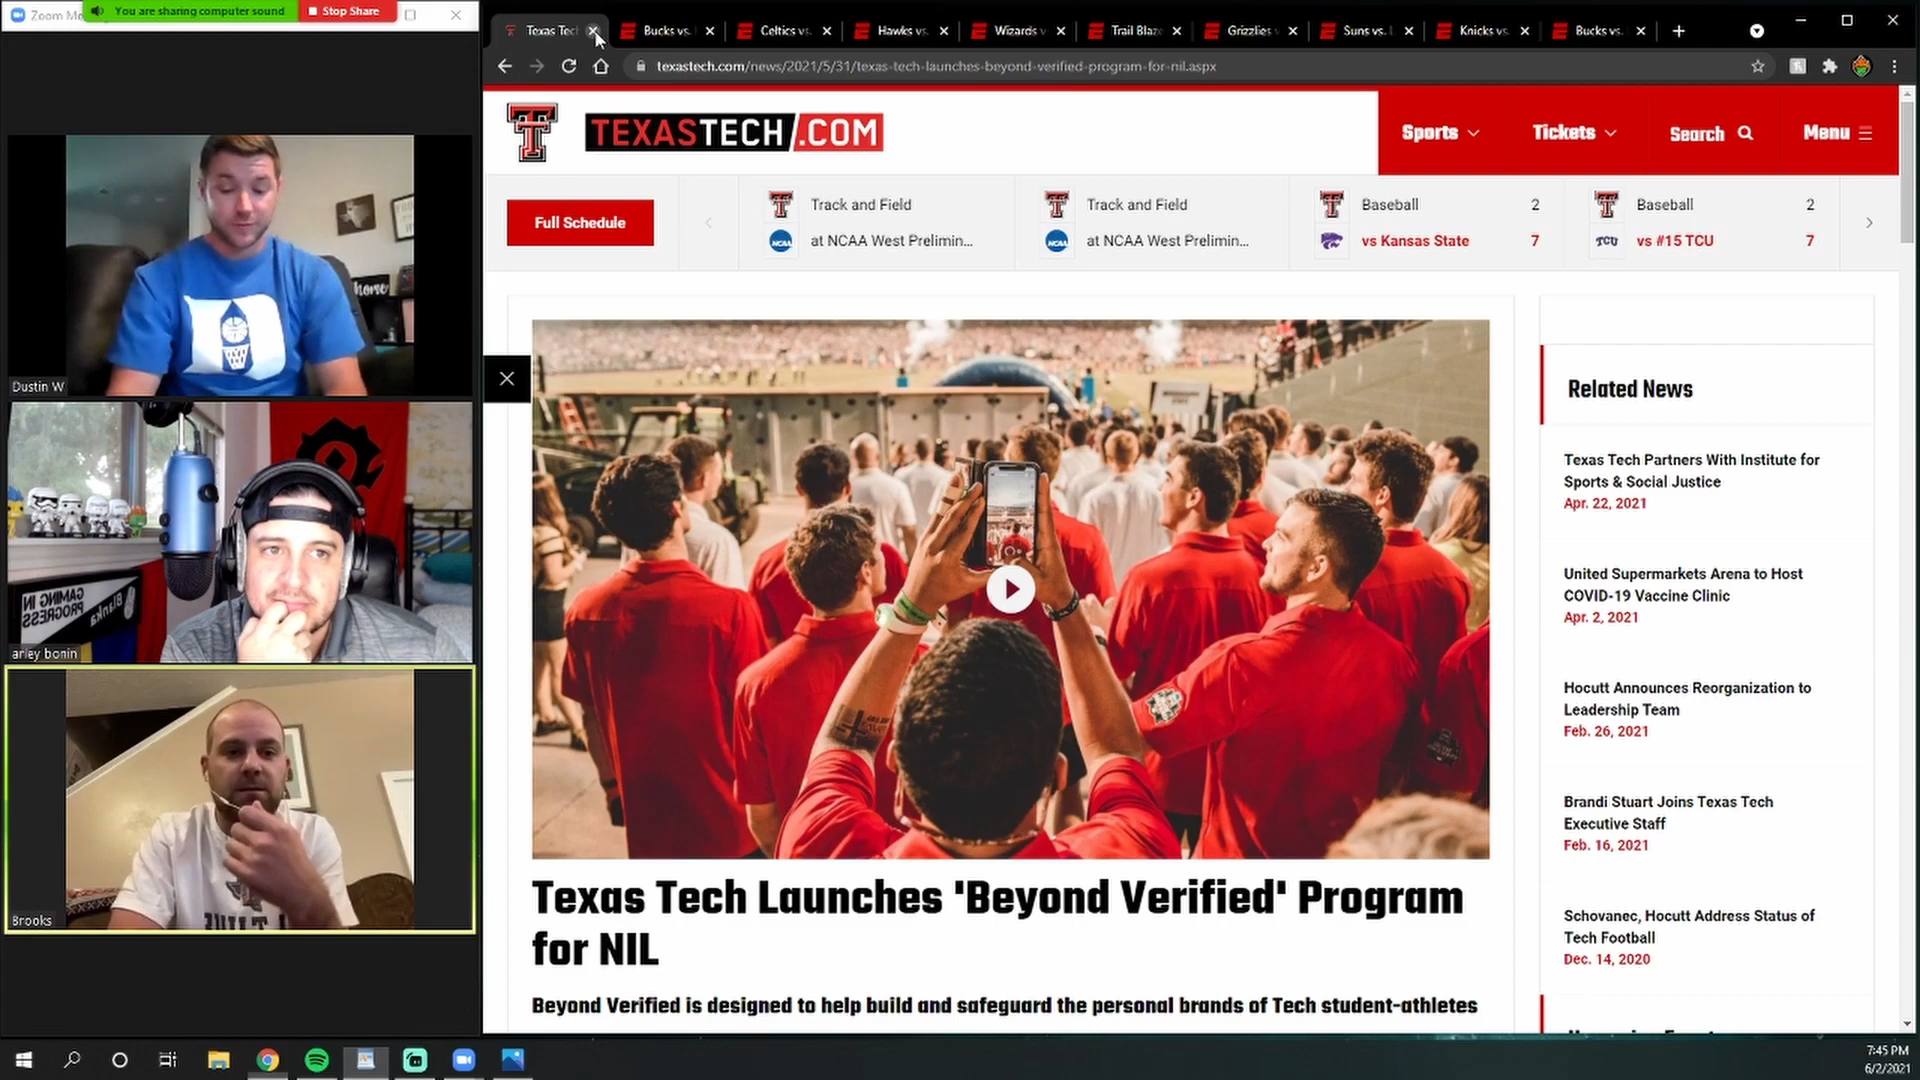 Zoom Me
You are sharing computer sound
Stop Share
Dustin W
home
GAMING IN
PROGRESS
Blanka
arley bonin
BUILT
Brooks
Texas Tec
Bucks vs.
Celtics vs.
Hawks vs.
Wizards v
Trail Blaz
Grizzlies v
Suns vs. L
Knicks vs.
Bucks vs.
texastech.com/news/2021/5/31/texas-tech-launches-beyond-verified-program-for-nil.aspx
TEXASTECH/.COM
Sports
Tickets
Search
Menu
Full Schedule
Track and Field
NCAA
at NCAA West Prelimin...
Track and Field
NCAA
at NCAA West Prelimin...
Baseball 2
vs Kansas State 7
Baseball 2
TCU
vs #15 TCU 7
Texas Tech Launches 'Beyond Verified' Program
for NIL
Beyond Verified is designed to help build and safeguard the personal brands of Tech student-athletes
Related News
Texas Tech Partners With Institute for
Sports & Social Justice
Apr. 22, 2021
United Supermarkets Arena to Host
COVID-19 Vaccine Clinic
Apr. 2, 2021
Hocutt Announces Reorganization to
Leadership Team
Feb. 26, 2021
Brandi Stuart Joins Texas Tech
Executive Staff
Feb. 16, 2021
Schovanec, Hocutt Address Status of
Tech Football
Dec. 14, 2020
7:45 PM
6/2/2021